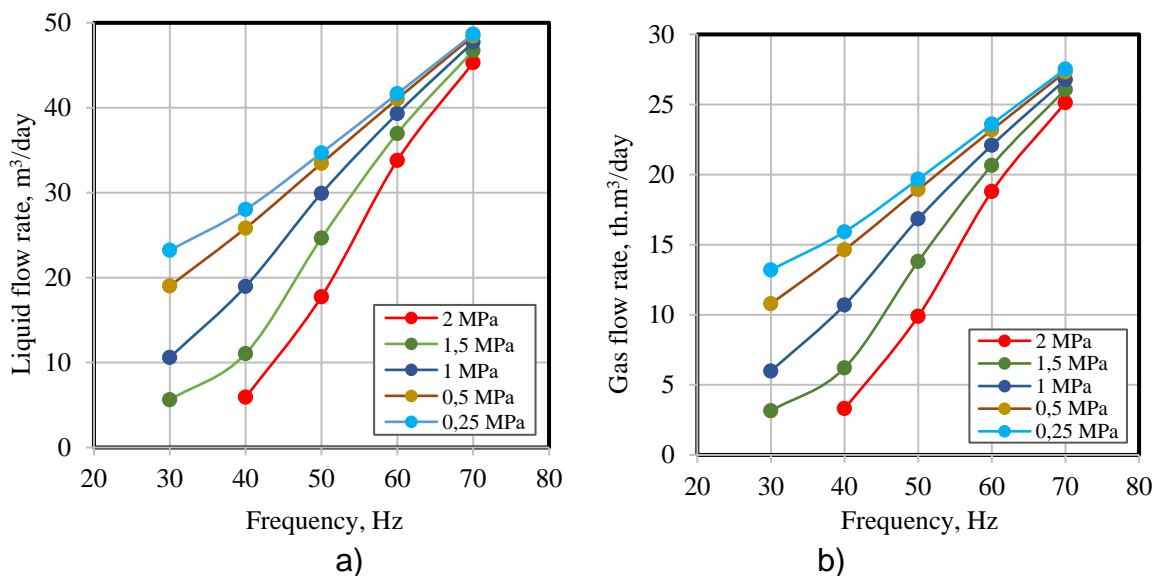 Liquid flow rate, m³/day
50
40
30
20
10
0
2 MPa
1,5 MPa
1 MPa
0,5 MPa
0,25 MPa
20 30 40 50 60 70 80
Frequency, Hz
a)
Gas flow rate, th.m³/day
30
25
20
15
10
5
0
2 MPa
1,5 MPa
1 MPa
0,5 MPa
0,25 MPa
20 30 40 50 60 70 80
Frequency, Hz
b)